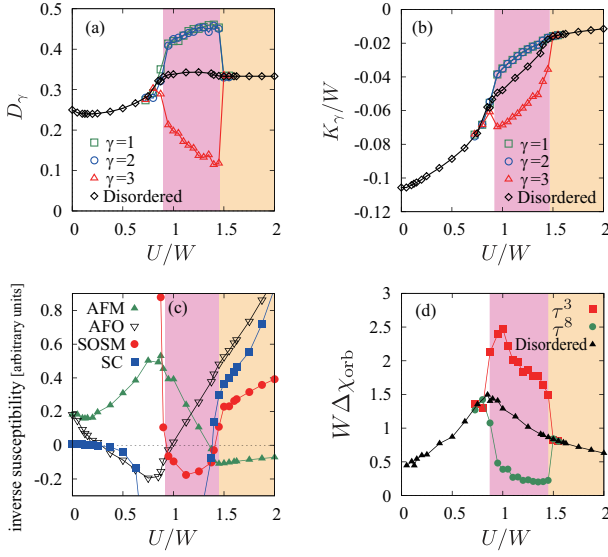 (a)
0.5
0.4
0.3
0.2
0.1
0
D_γ
γ=1
γ=2
γ=3
Disordered
0 0.5 1 1.5 2
U/W
(b)
0
-0.02
-0.04
-0.06
-0.08
-0.1
-0.12
K_γ/W
γ=1
γ=2
γ=3
Disordered
0 0.5 1 1.5 2
U/W
(c)
inverse susceptibility [arbitrary units]
0.8
0.6
0.4
0.2
0
-0.2
AFM
AFO
SOSM
SC
0 0.5 1 1.5 2
U/W
(d)
3
2.5
2
1.5
1
0.5
0
W Δχ_orb
τ^3
τ^8
Disordered
0 0.5 1 1.5 2
U/W